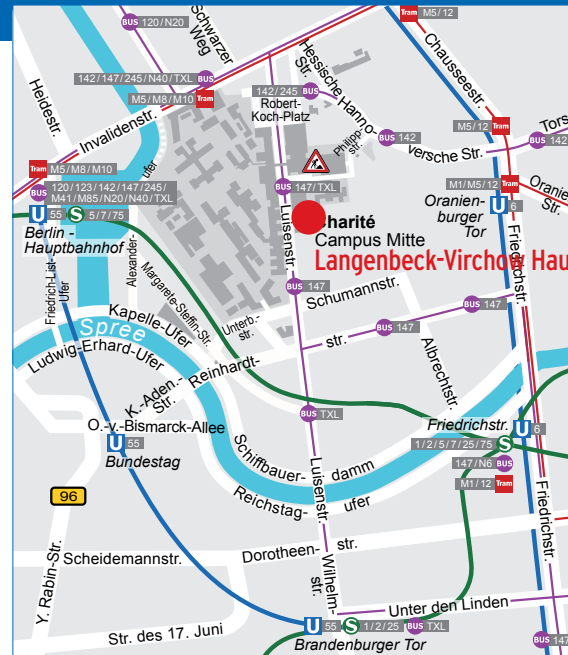 BUS 120/N20
Schwarzer
Weg
Tram M5/12
Chausseestr.
Hessische
Str.
Hanno-
versche Str.
Heidestr.
142/147/245/N40/TXL BUS
M5/M8/M10 Tram
Invalidenstr.
142/245 BUS
Robert-
Koch-Platz
Philipp-
str.
BUS 142
M5/12 Tram
Tors
BUS 142
Tram M5/M8/M10
ufer
BUS 120/123/142/147/245/
M41/M85/N20/N40/TXL
U 55 S 5/7/75
Berlin -
Hauptbahnhof
BUS 147/TXL
M1/M5/12 Tram
Oranie
Str.
Oranien-
burger
Tor
U 6
Luisenstr.
harité
Campus Mitte
Langenbeck-Virchow Hau
Friedrich-List-
Ufer
Alexander-
Margarete-Steffin-Str.
BUS 147
Schumannstr.
Unterb.-
str.
BUS 147
Friedrichstr.
Kapelle-Ufer
Spree
Ludwig-Erhard-Ufer
BUS 147
Reinhardt-
str.
Albrechtstr.
K.-Aden.-
Str.
O.-v.-Bismarck-Allee
U 55
Bundestag
BUS TXL
Friedrichstr.
U 6
1/2/5/7/25/75 S
147/N6 BUS
M1/12 Tram
Schiffbauer-
damm
Reichstag-
ufer
Luisenstr.
Friedrichstr.
96
Y. Rabin-Str.
Scheidemannstr.
Dorotheen-
str.
Wilhelm-
str.
Unter den Linden
Str. des 17. Juni
U 55 S 1/2/25 BUS TXL
Brandenburger Tor
BUS 147